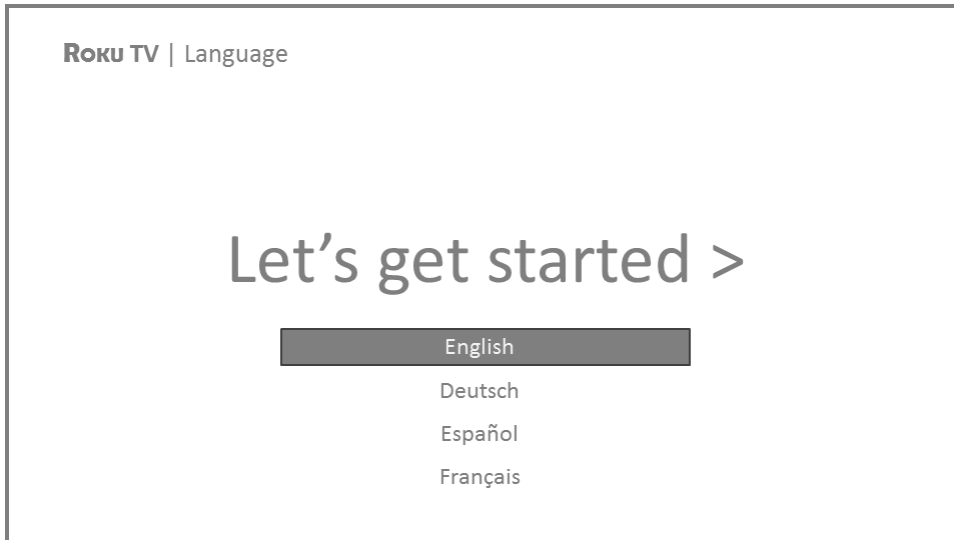 ROKU TV | Language
Let’s get started >
English
Deutsch
Español
Français